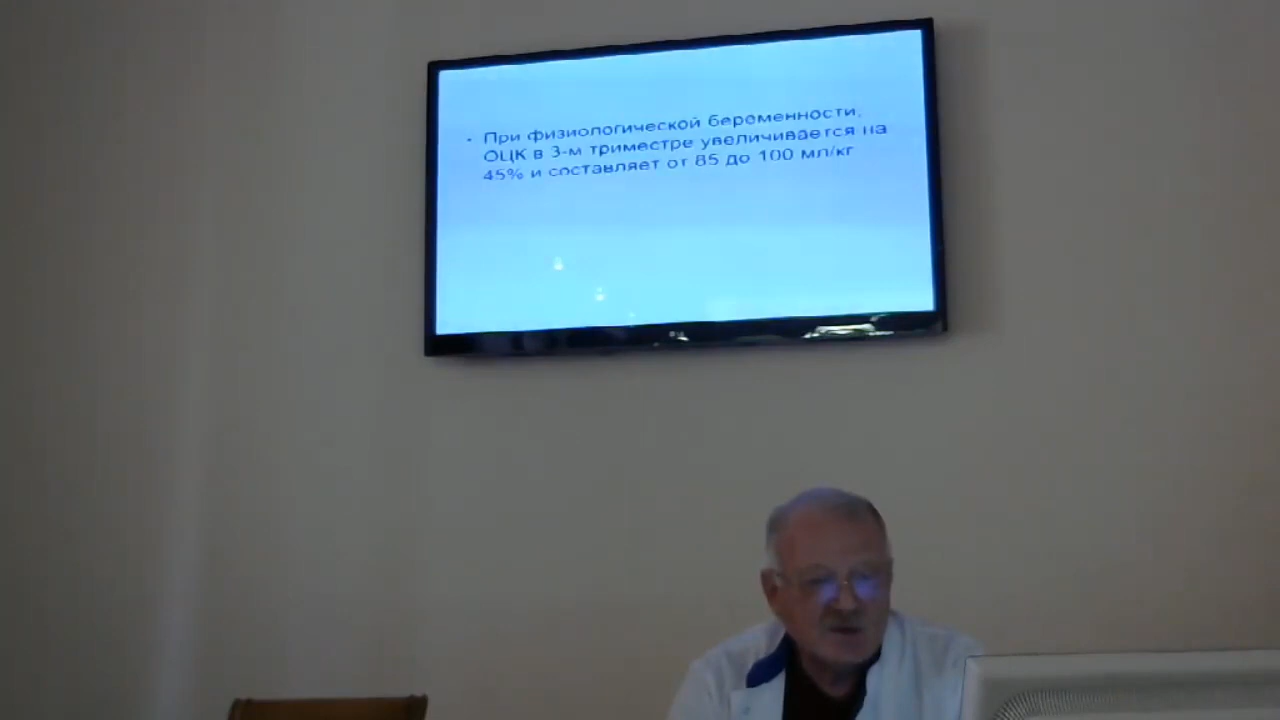 • При физиологической беременности,
ОЦК в 3-м триместре увеличивается на
45% и составляет от 85 до 100 мл/кг